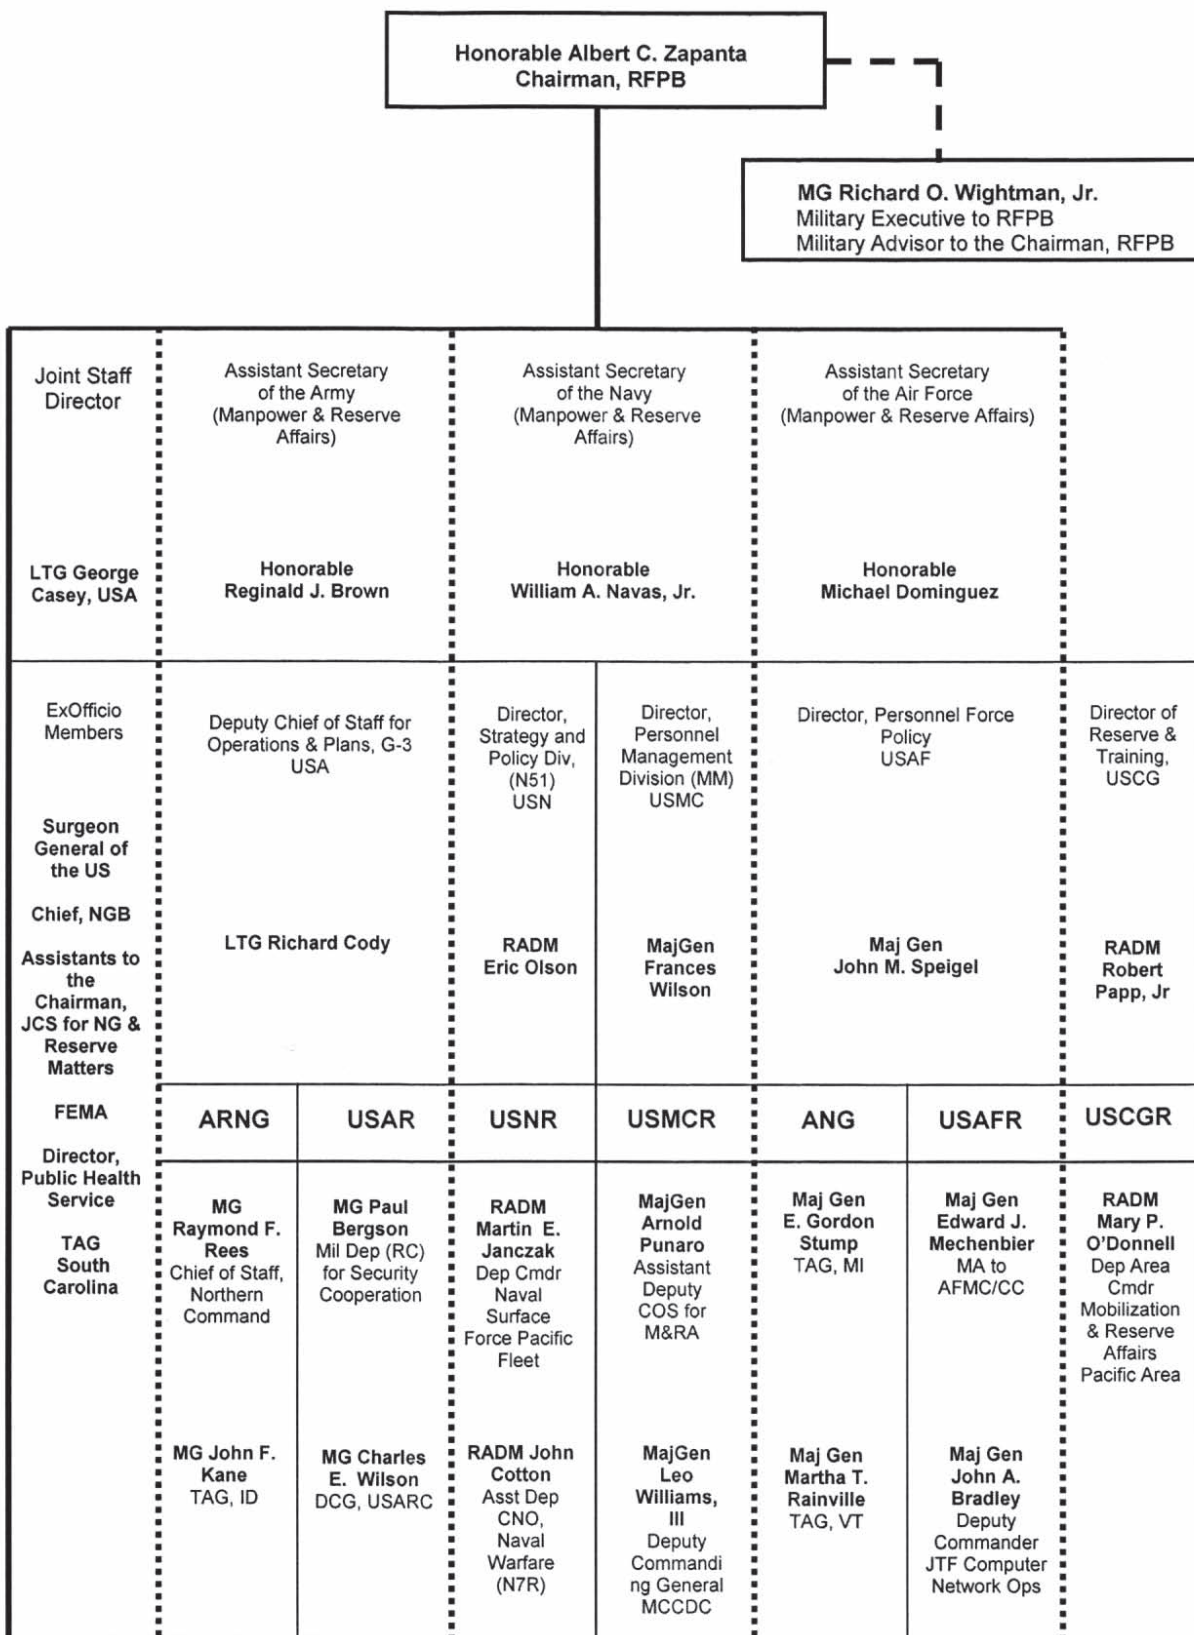 Honorable Albert C. Zapanta
Chairman, RFPB
MG Richard O. Wightman, Jr.
Military Executive to RFPB
Military Advisor to the Chairman, RFPB
Joint Staff
Director
LTG George
Casey, USA
Assistant Secretary
of the Army
(Manpower & Reserve
Affairs)
Honorable
Reginald J. Brown
Assistant Secretary
of the Navy
(Manpower & Reserve
Affairs)
Honorable
William A. Navas, Jr.
Assistant Secretary
of the Air Force
(Manpower & Reserve Affairs)
Honorable
Michael Dominguez
ExOfficio
Members
Surgeon
General of
the US
Chief, NGB
Assistants to
the
Chairman,
JCS for NG &
Reserve
Matters
FEMA
Director,
Public Health
Service
TAG
South
Carolina
Deputy Chief of Staff for
Operations & Plans, G-3
USA
LTG Richard Cody
Director,
Strategy and
Policy Div,
(N51)
USN
RADM
Eric Olson
Director,
Personnel
Management
Division (MM)
USMC
MajGen
Frances
Wilson
Director, Personnel Force
Policy
USAF
Maj Gen
John M. Speigel
Director of
Reserve &
Training,
USCG
RADM
Robert
Papp, Jr
ARNG
USAR
USNR
USMCR
ANG
USAFR
USCGR
MG
Raymond F.
Rees
Chief of Staff,
Northern
Command
MG Paul
Bergson
Mil Dep (RC)
for Security
Cooperation
RADM
Martin E.
Janczak
Dep Cmdr
Naval
Surface
Force Pacific
Fleet
MajGen
Arnold
Punaro
Assistant
Deputy
COS for
M&RA
Maj Gen
E. Gordon
Stump
TAG, MI
Maj Gen
Edward J.
Mechenbier
MA to
AFMC/CC
RADM
Mary P.
O'Donnell
Dep Area
Cmdr
Mobilization
& Reserve
Affairs
Pacific Area
MG John F.
Kane
TAG, ID
MG Charles
E. Wilson
DCG, USARC
RADM John
Cotton
Asst Dep
CNO,
Naval
Warfare
(N7R)
MajGen
Leo
Williams,
III
Deputy
Commandi
ng General
MCCDC
Maj Gen
Martha T.
Rainville
TAG, VT
Maj Gen
John A.
Bradley
Deputy
Commander
JTF Computer
Network Ops